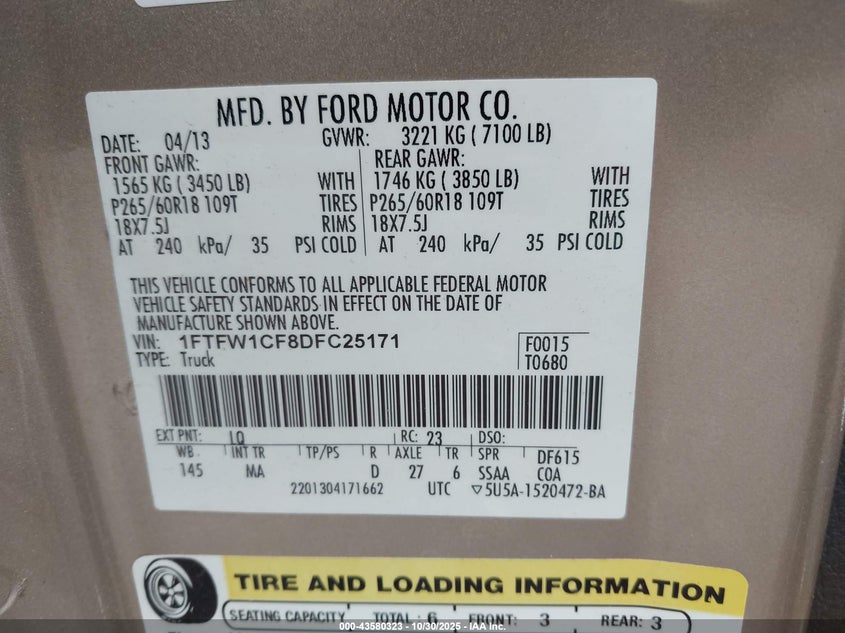 MFD. BY FORD MOTOR CO.
DATE: 04/13 GVWR: 3221 KG ( 7100 LB)
FRONT GAWR: REAR GAWR:
1565 KG ( 3450 LB) WITH 1746 KG ( 3850 LB) WITH
P265/60R18 109T TIRES P265/60R18 109T TIRES
18X7.5J RIMS 18X7.5J RIMS
AT 240 kPa/ 35 PSI COLD AT 240 kPa/ 35 PSI COLD
THIS VEHICLE CONFORMS TO ALL APPLICABLE FEDERAL MOTOR
VEHICLE SAFETY STANDARDS IN EFFECT ON THE DATE OF
MANUFACTURE SHOWN ABOVE.
VIN: 1FTFW1CF8DFC25171 F0015
TYPE: Truck T0680
EXT PNT: LQ RC: 23 DSO:
WB INT TR TP/PS R AXLE TR SPR DF615
145 MA D 27 6 SSAA COA
2201304171662 UTC ▽5U5A-1520472-BA
TIRE AND LOADING INFORMATION
SEATING CAPACITY TOTAL : 6 FRONT: 3 REAR: 3
000-43580323 - 10/30/2025 - IAA Inc.